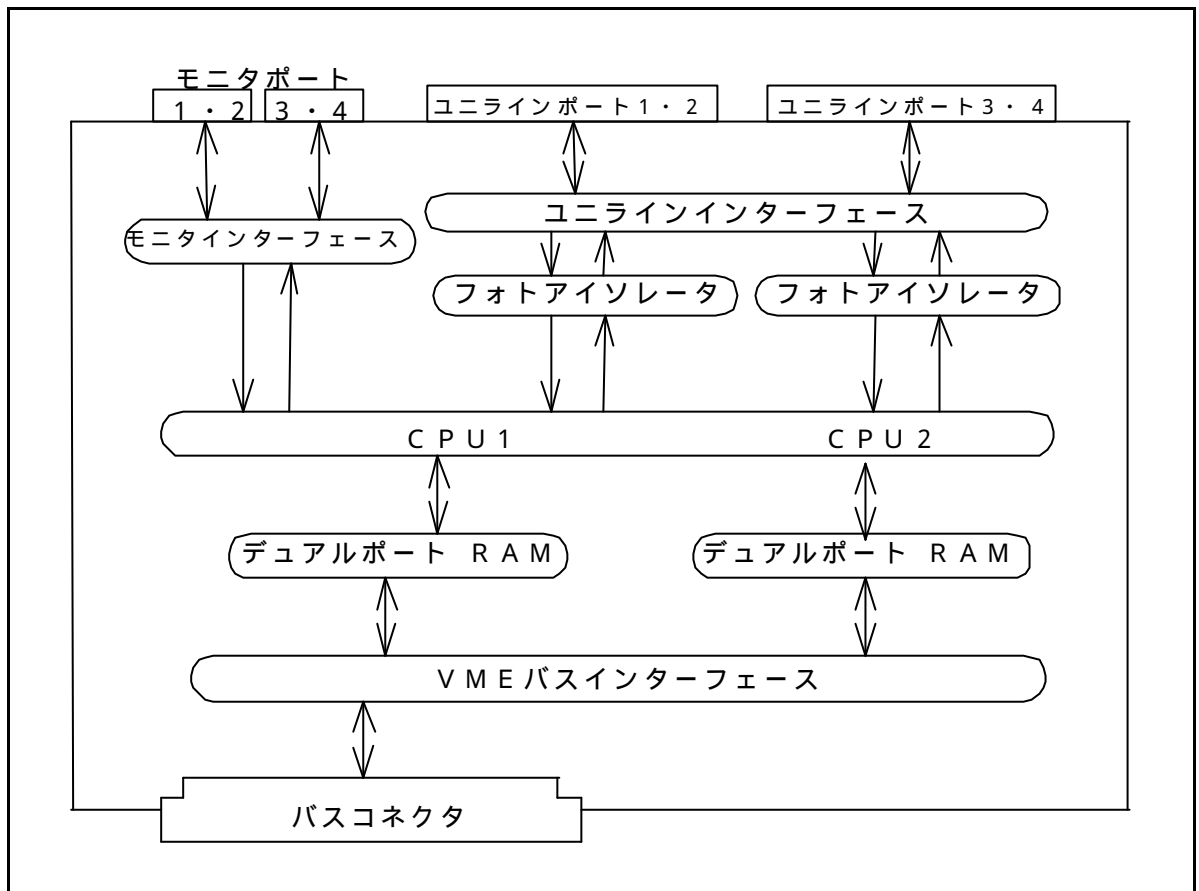 モニタポート
1・2 3・4 ユニラインポート1・2 ユニラインポート3・4
ユニラインインターフェース
モニタインターフェース
フォトアイソレータ フォトアイソレータ
CPU1 CPU2
デュアルポート RAM デュアルポート RAM
VMEバスインターフェース
バスコネクタ